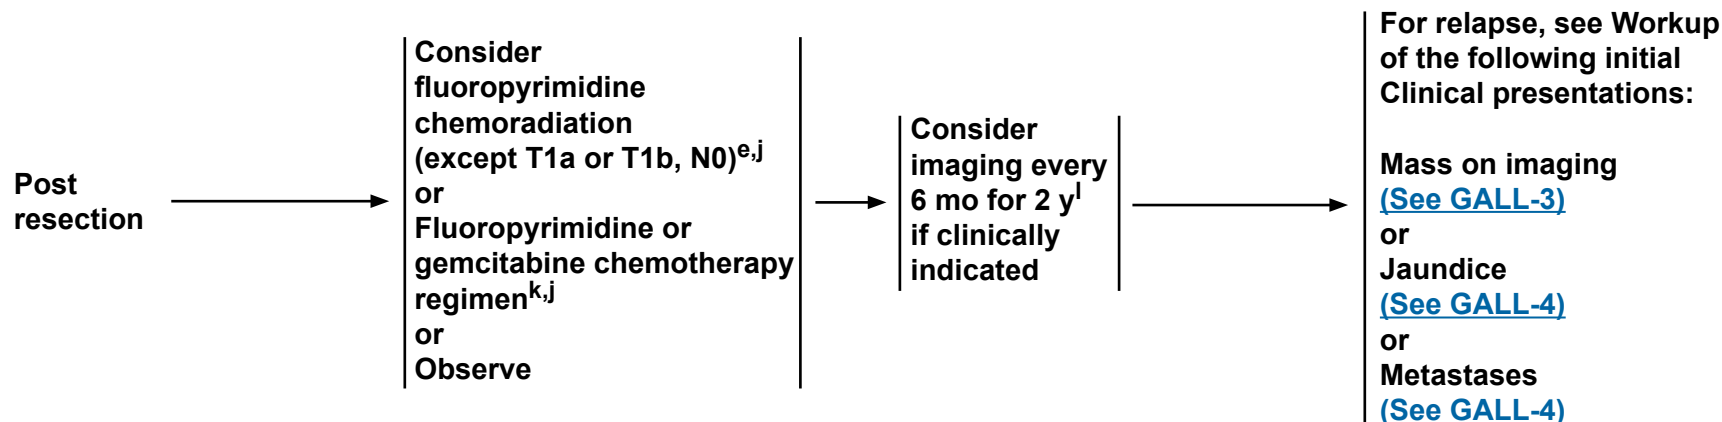 Post
resection
Consider
fluoropyrimidine
chemoradiation
(except T1a or T1b, N0)e,j
or
Fluoropyrimidine or
gemcitabine chemotherapy
regimenk,j
or
Observe
Consider
imaging every
6 mo for 2 yl
if clinically
indicated
For relapse, see Workup
of the following initial
Clinical presentations:
Mass on imaging
(See GALL-3)
or
Jaundice
(See GALL-4)
or
Metastases
(See GALL-4)